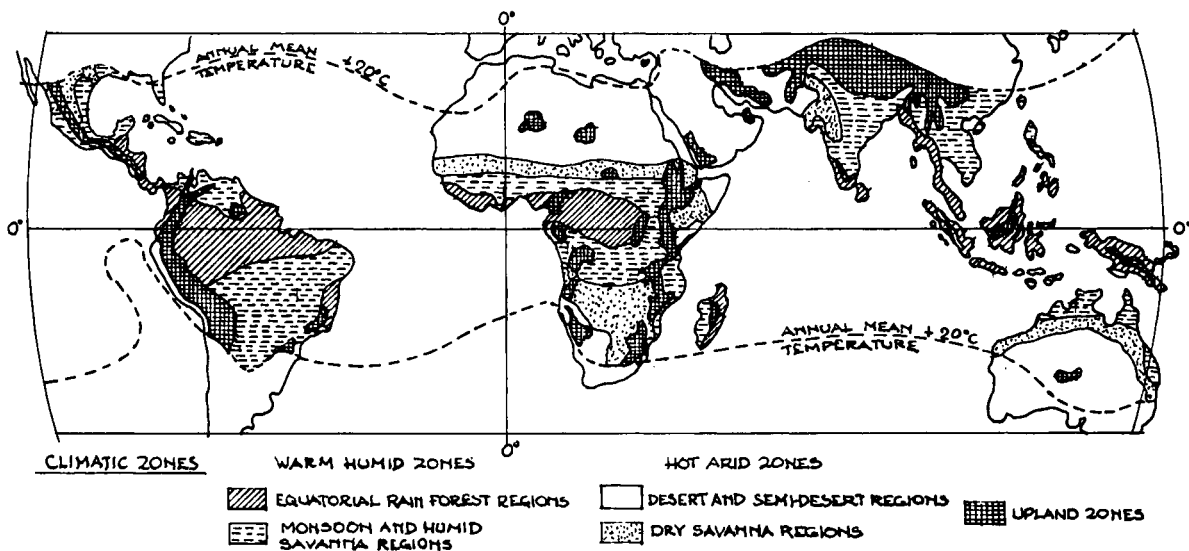 0°
ANNUAL MEAN
TEMPERATURE
+20°C
0°
0°
ANNUAL MEAN
TEMPERATURE
+20°C
0°
CLIMATIC ZONES
WARM HUMID ZONES
HOT ARID ZONES
EQUATORIAL RAIN FOREST REGIONS
DESERT AND SEMI-DESERT REGIONS
UPLAND ZONES
MONSOON AND HUMID
SAVANNA REGIONS
DRY SAVANNA REGIONS